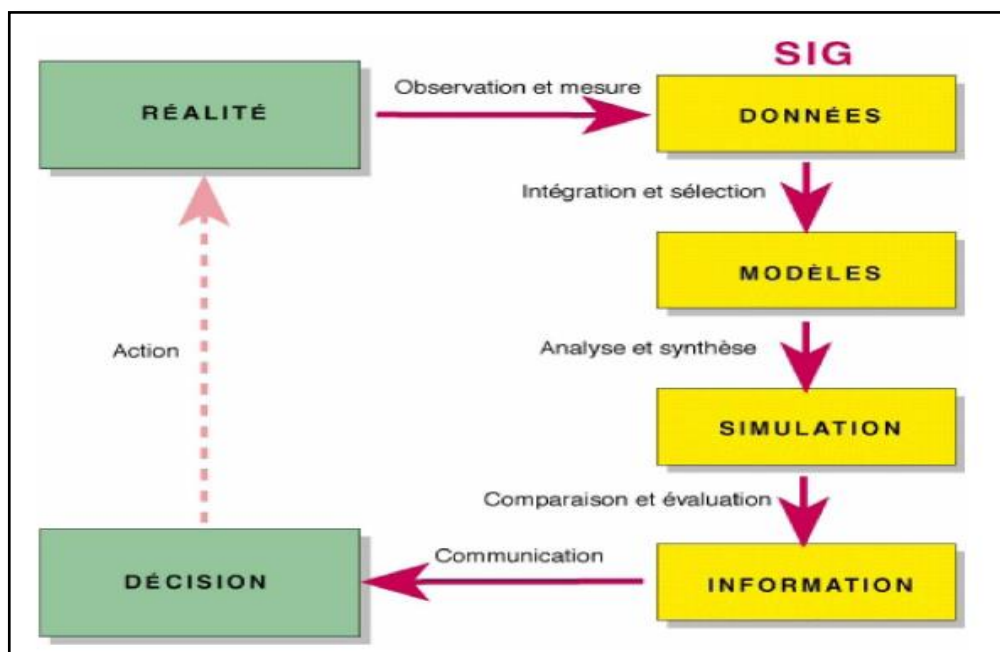 SIG
RÉALITÉ
Observation et mesure
DONNÉES
Intégration et sélection
MODÈLES
Analyse et synthèse
Action
SIMULATION
Comparaison et évaluation
Communication
DÉCISION
INFORMATION